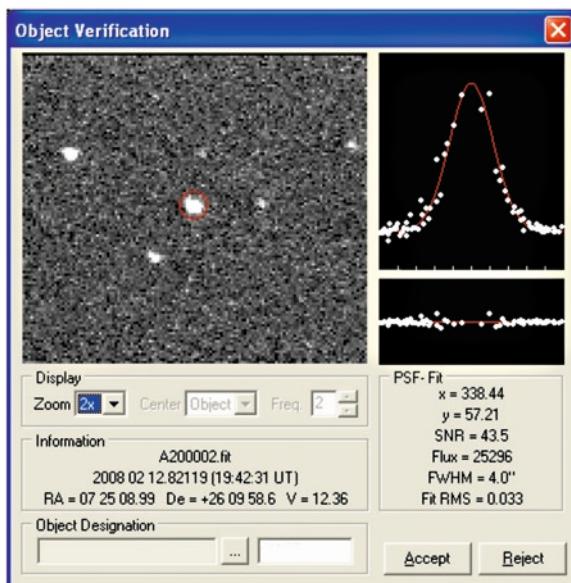 Object Verification
Display
Zoom 2x Center Object Freq. 2
Information
A200002.fit
2008 02 12.82119 (19:42:31 UT)
RA = 07 25 08.99 De = +26 09 58.6 V = 12.36
Object Designation
...
PSF- Fit
x = 338.44
y = 57.21
SNR = 43.5
Flux = 25296
FWHM = 4.0"
Fit RMS = 0.033
Accept Reject